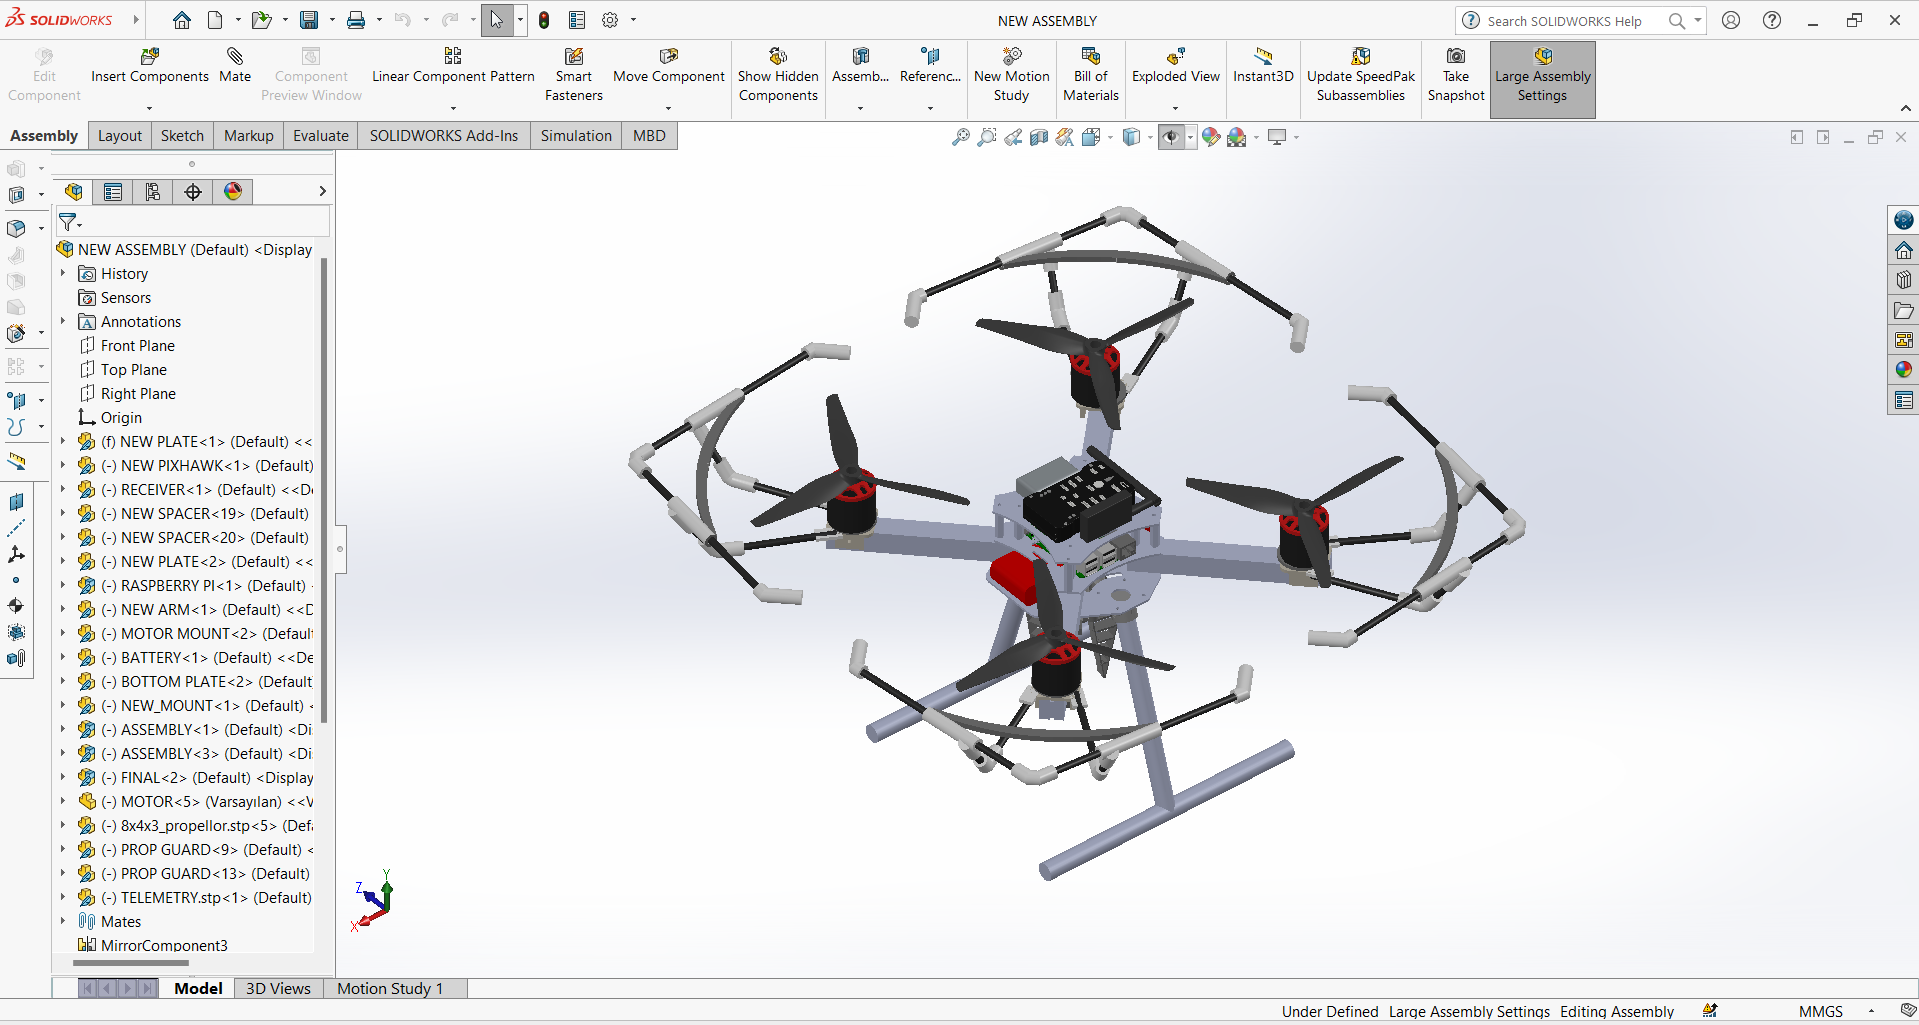 SOLIDWORKS
NEW ASSEMBLY
Search SOLIDWORKS Help
Edit Component
Insert Components
Mate
Component Preview Window
Linear Component Pattern
Smart Fasteners
Move Component
Show Hidden Components
Assemb...
Referenc...
New Motion Study
Bill of Materials
Exploded View
Instant3D
Update SpeedPak Subassemblies
Take Snapshot
Large Assembly Settings
Assembly
Layout
Sketch
Markup
Evaluate
SOLIDWORKS Add-Ins
Simulation
MBD
NEW ASSEMBLY (Default) <Display
History
Sensors
Annotations
Front Plane
Top Plane
Right Plane
Origin
(f) NEW PLATE<1> (Default) <<
(-) NEW PIXHAWK<1> (Default)
(-) RECEIVER<1> (Default) <<D
(-) NEW SPACER<19> (Default)
(-) NEW SPACER<20> (Default)
(-) NEW PLATE<2> (Default) <<
(-) RASPBERRY PI<1> (Default)
(-) NEW ARM<1> (Default) <<D
(-) MOTOR MOUNT<2> (Default
(-) BATTERY<1> (Default) <<De
(-) BOTTOM PLATE<2> (Default
(-) NEW_MOUNT<1> (Default) <
(-) ASSEMBLY<1> (Default) <Di
(-) ASSEMBLY<3> (Default) <Di
(-) FINAL<2> (Default) <Display
(-) MOTOR<5> (Varsayılan) <<V
(-) 8x4x3_propellor.stp<5> (Def
(-) PROP GUARD<9> (Default) <
(-) PROP GUARD<13> (Default)
(-) TELEMETRY.stp<1> (Default)
Mates
MirrorComponent3
Y
Z
X
Model
3D Views
Motion Study 1
Under Defined
Large Assembly Settings
Editing Assembly
MMGS